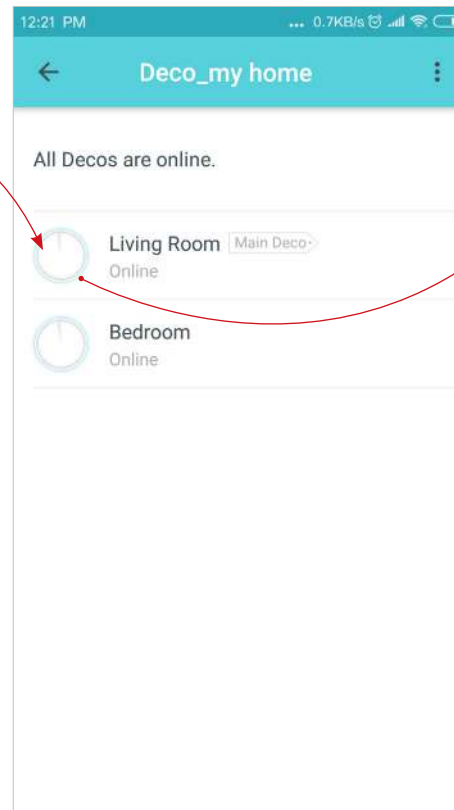 12:21 PM ... 0.7KB/s
Deco_my home
All Decos are online.
Living Room Main Deco
Online
Bedroom
Online